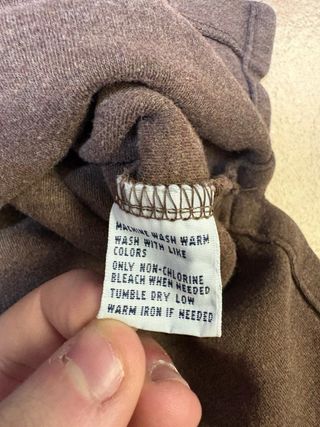 MACHINE WASH WARM
WASH WITH LIKE
COLORS
ONLY NON-CHLORINE
BLEACH WHEN NEEDED
TUMBLE DRY LOW
WARM IRON IF NEEDED